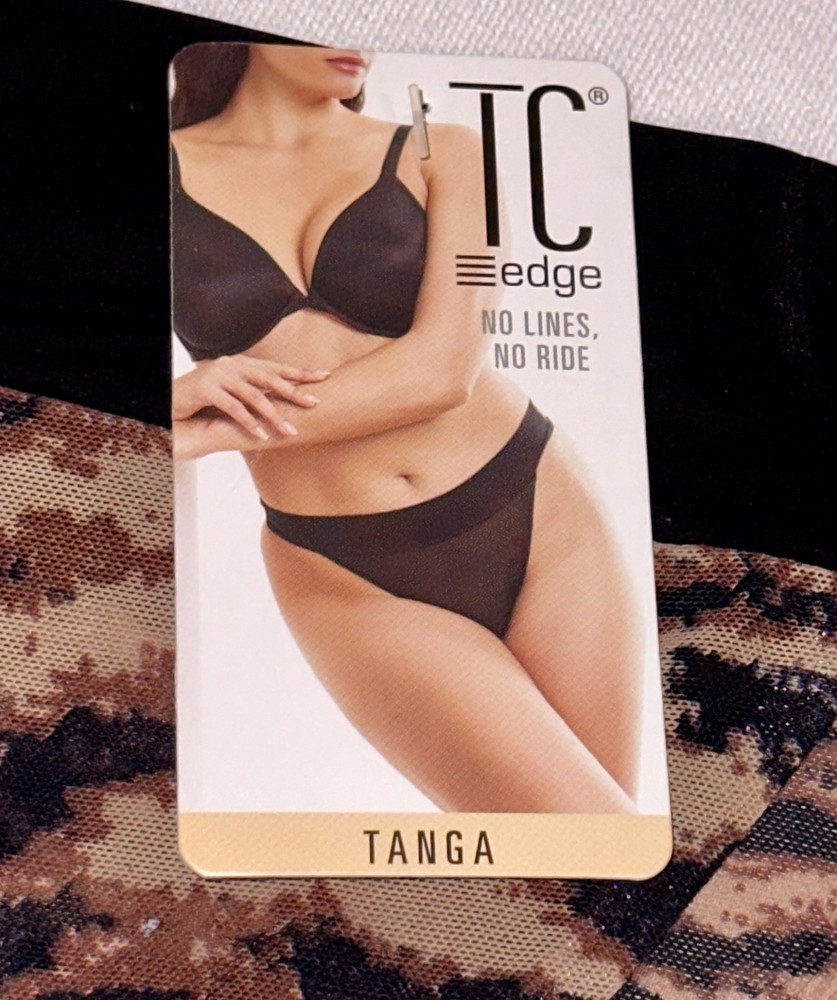 TC®
edge
NO LINES,
NO RIDE
TANGA